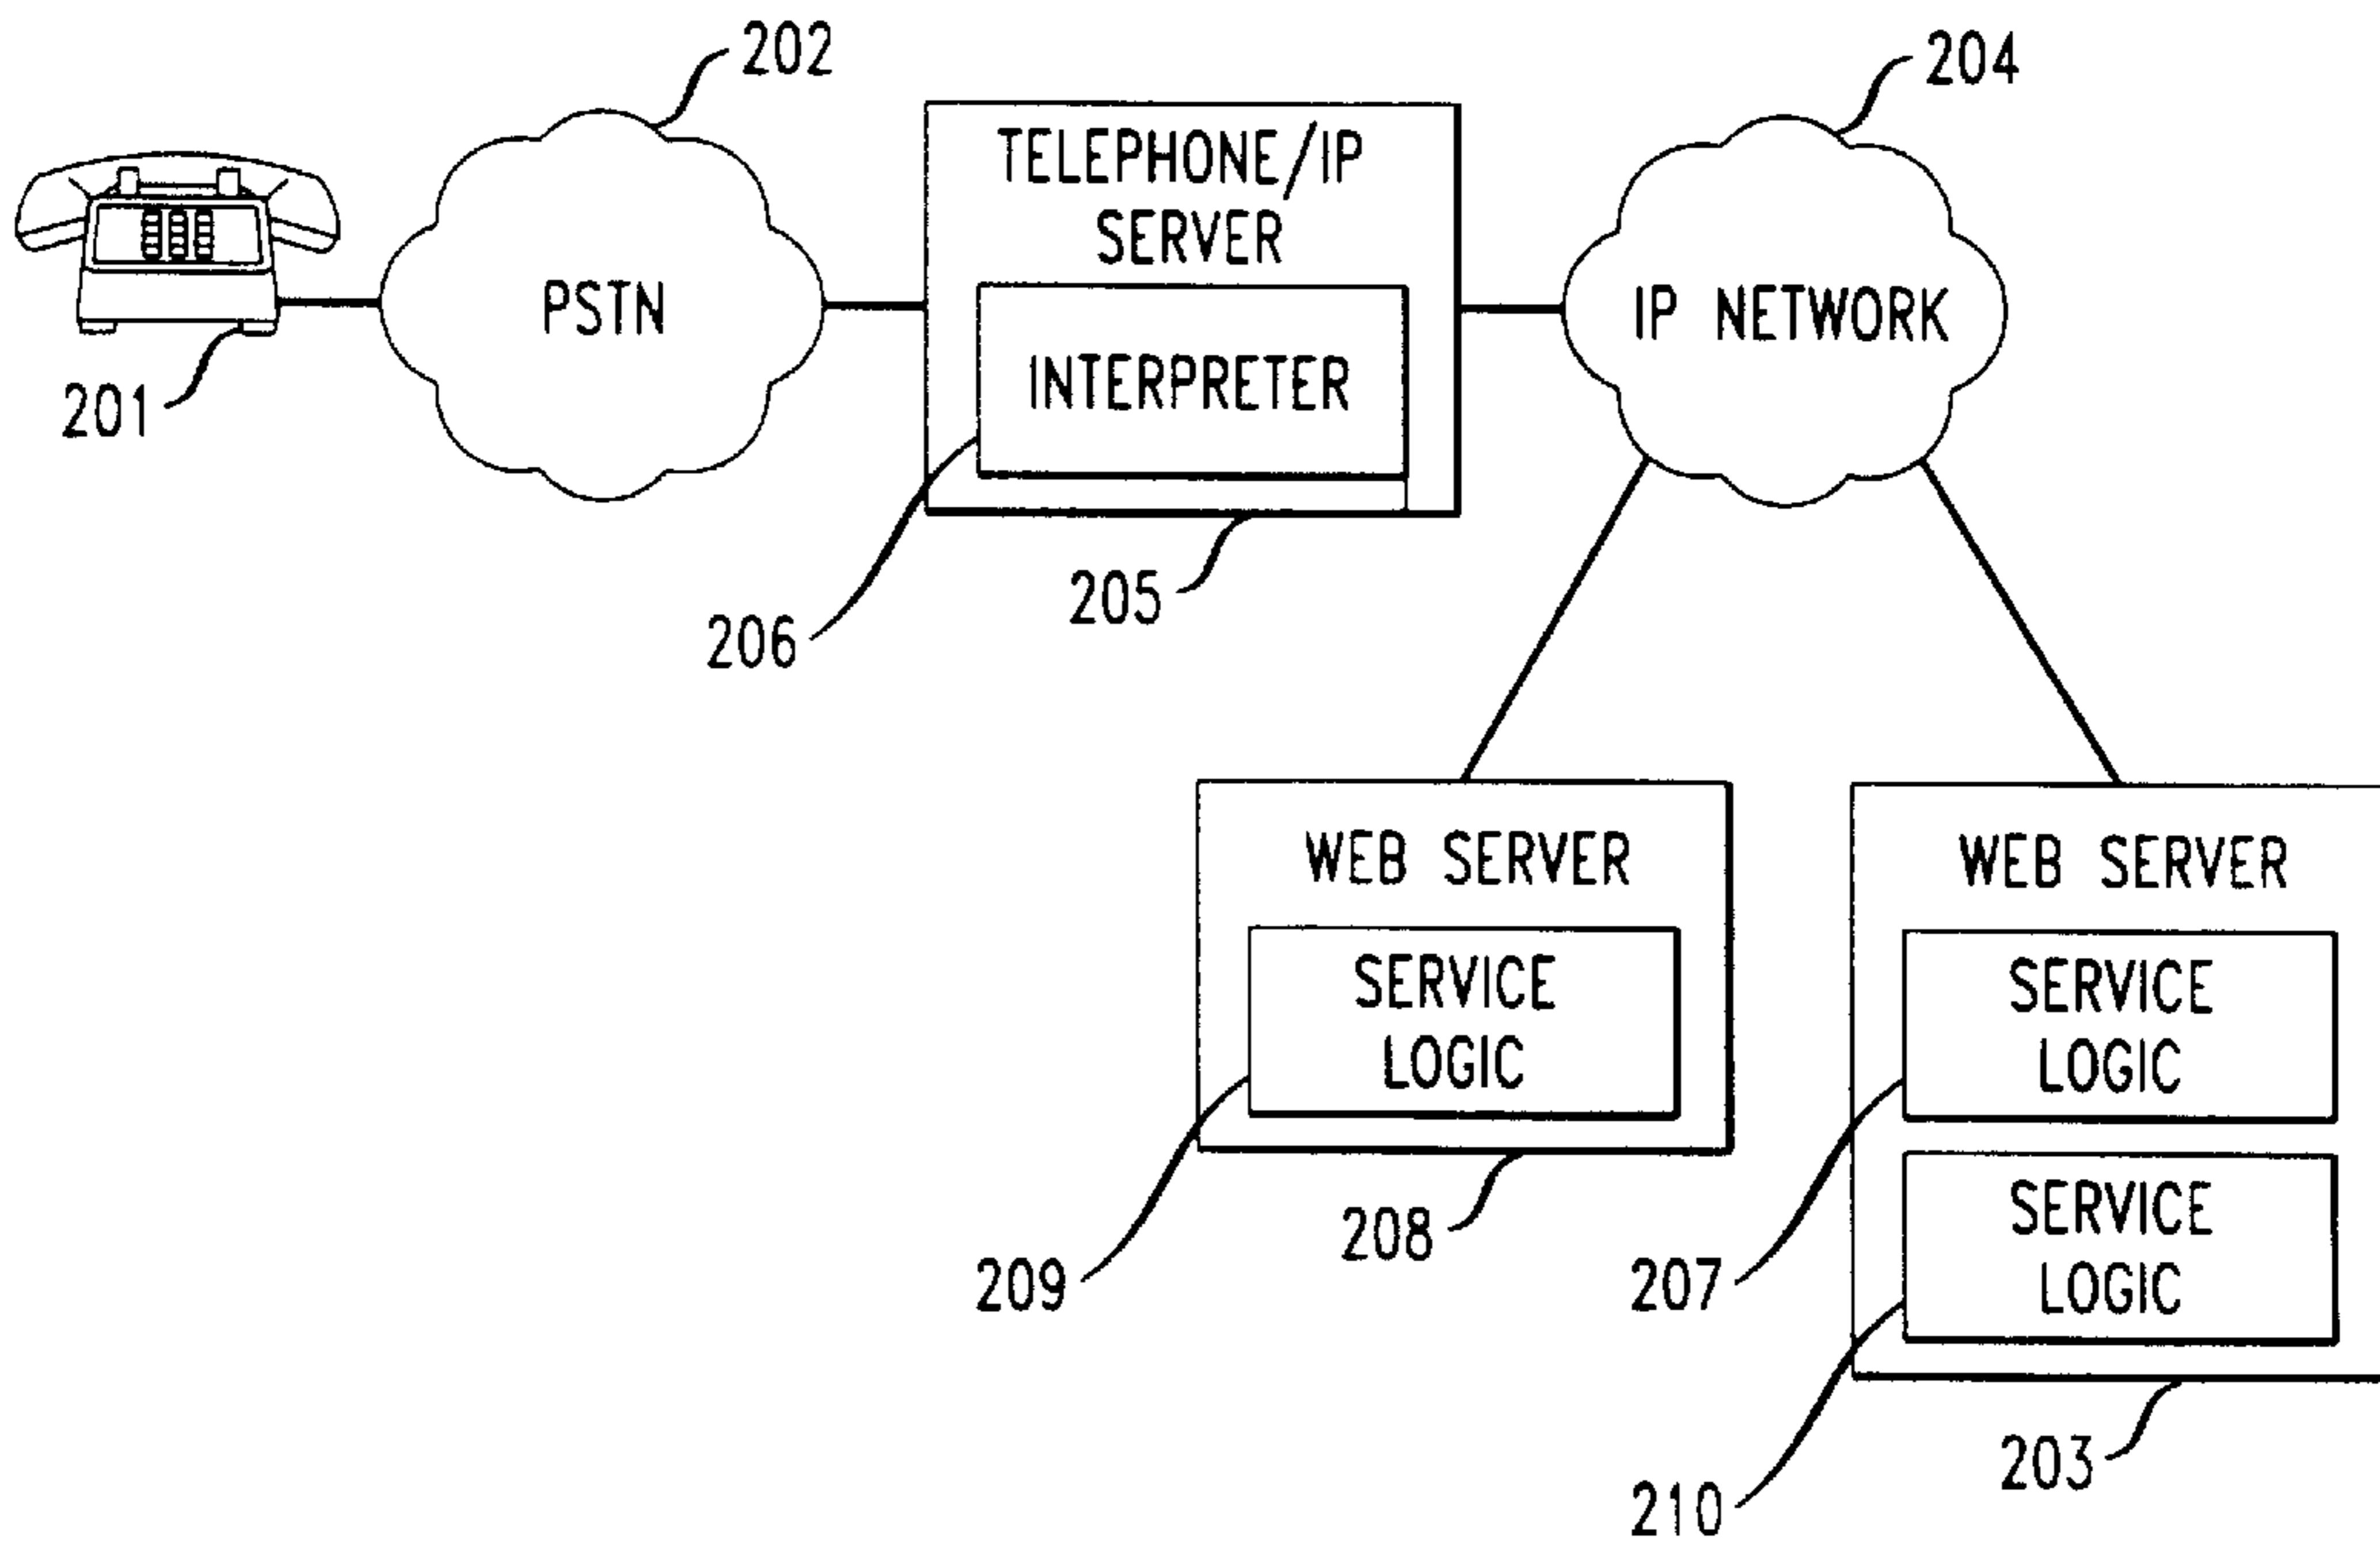 202
204
TELEPHONE/IP
SERVER
PSTN
INTERPRETER
IP NETWORK
201
205
206
WEB SERVER
SERVICE
LOGIC
209
208
WEB SERVER
SERVICE
LOGIC
207
SERVICE
LOGIC
210
203